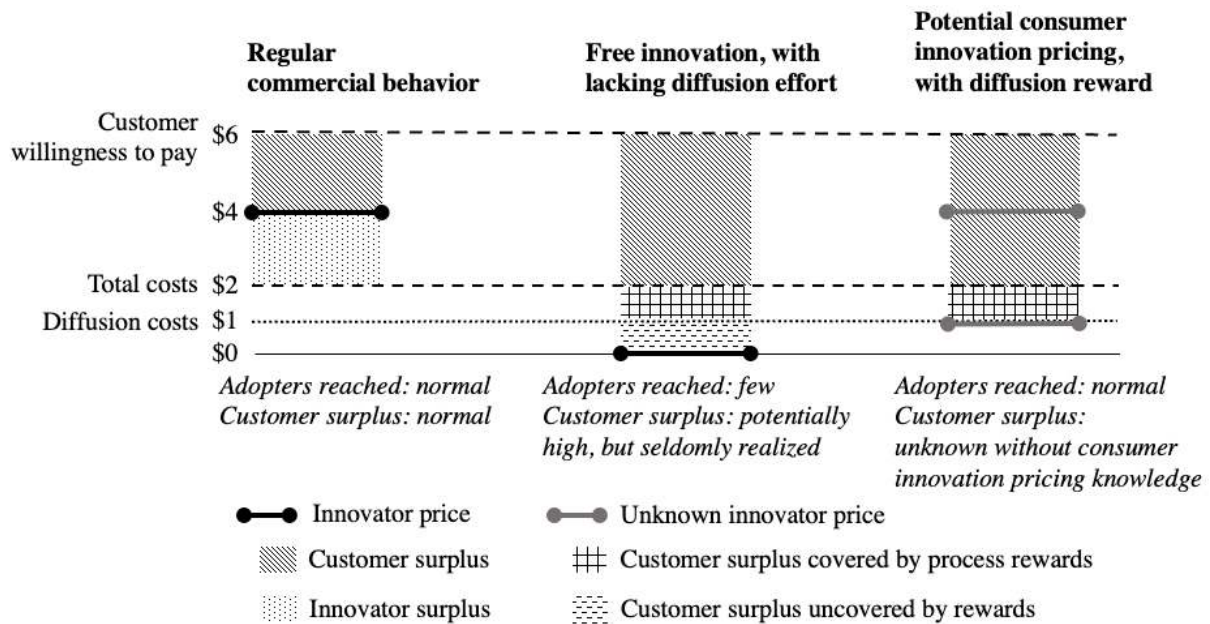 Regular
commercial behavior
Free innovation, with
lacking diffusion effort
Potential consumer
innovation pricing,
with diffusion reward
Customer
willingness to pay
$6
$4
Total costs $2
Diffusion costs $1
$0
Adopters reached: normal
Customer surplus: normal
Adopters reached: few
Customer surplus: potentially
high, but seldomly realized
Adopters reached: normal
Customer surplus:
unknown without consumer
innovation pricing knowledge
Innovator price
Unknown innovator price
Customer surplus
Customer surplus covered by process rewards
Innovator surplus
Customer surplus uncovered by rewards